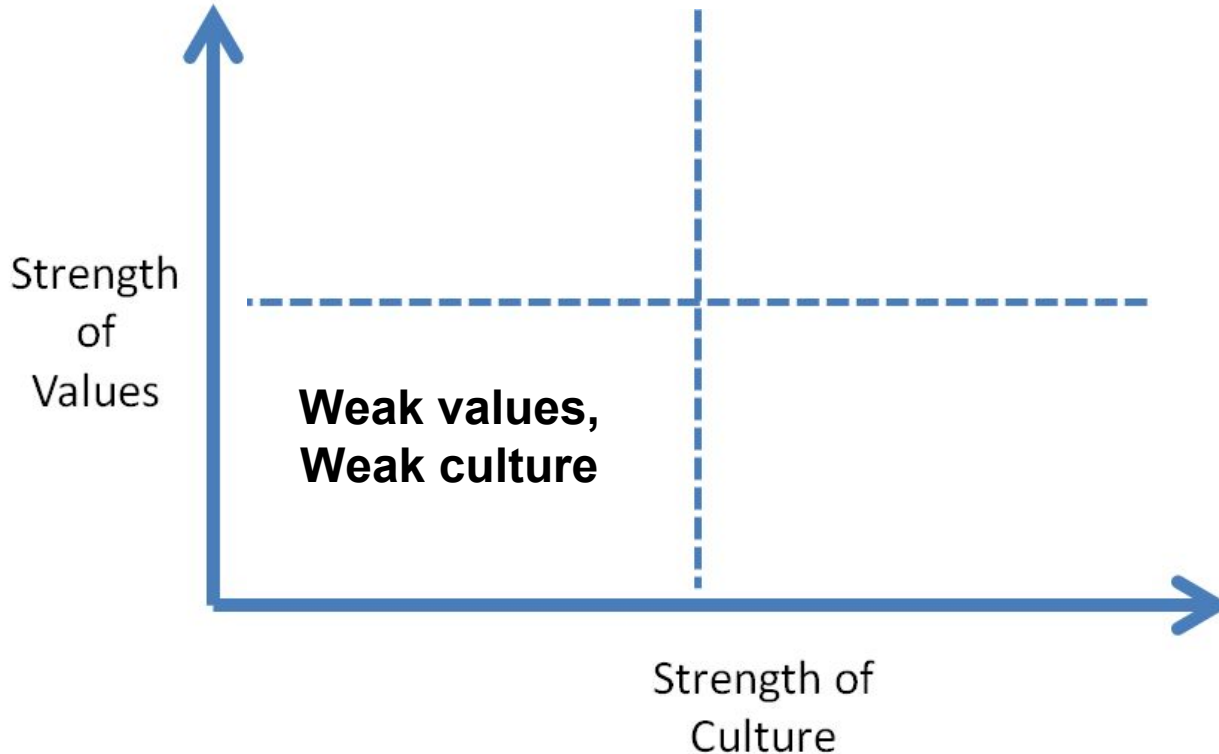 Strength
of
Values
Weak values,
Weak culture
Strength of
Culture